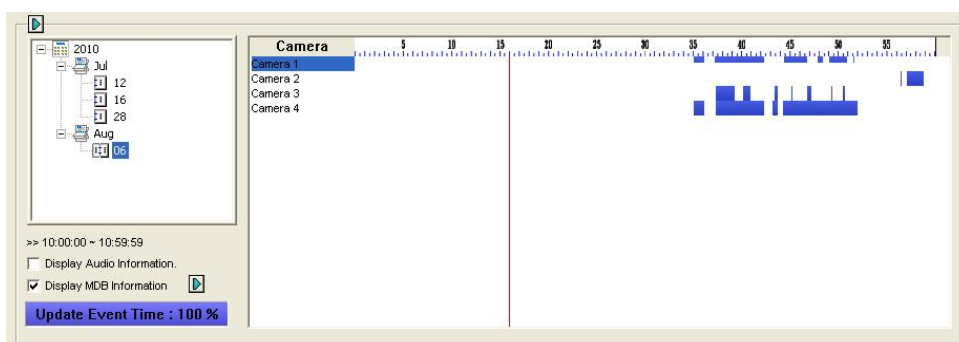 2010
Jul
12
16
28
Aug
06
>> 10:00:00 ~ 10:59:59
Display Audio Information.
Display MDB Information
Update Event Time : 100 %
Camera 5 10 15 20 25 30 35 40 45 50 55
Camera 1
Camera 2
Camera 3
Camera 4